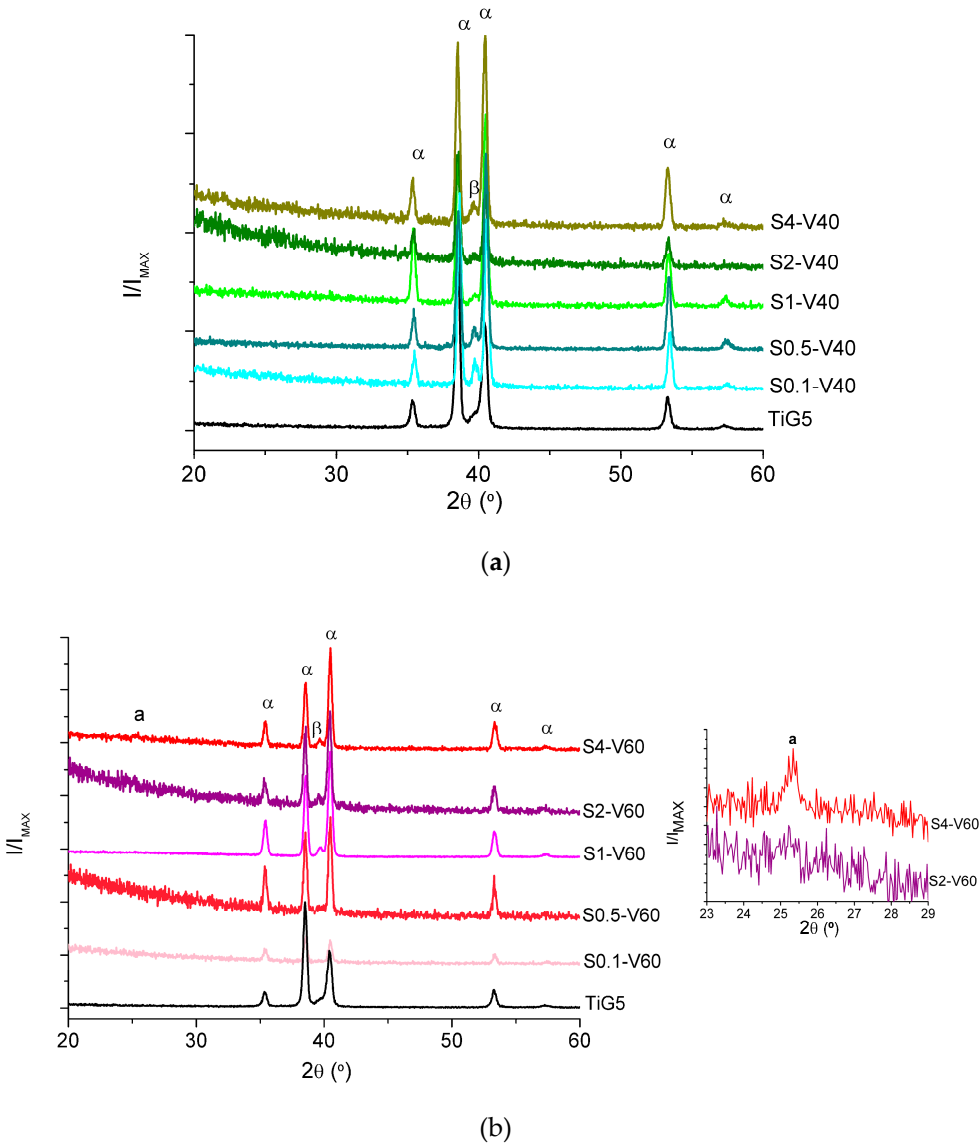 α
α
α
α
β
α
I/I_MAX
S4-V40
S2-V40
S1-V40
S0.5-V40
S0.1-V40
TiG5
20 30 40 50 60
2θ (º)
(a)
α
α
α
α
α
a
β
I/I_MAX
S4-V60
S2-V60
S1-V60
S0.5-V60
S0.1-V60
TiG5
20 30 40 50 60
2θ (º)
a
I/I_MAX
S4-V60
S2-V60
23 24 25 26 27 28 29
2θ (º)
(b)